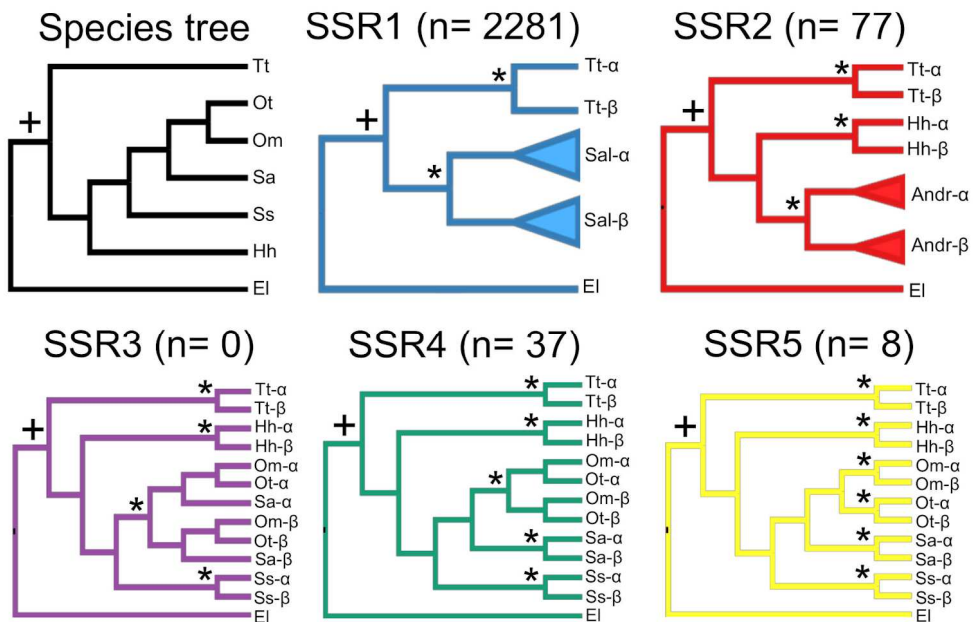 Species tree
+
Tt
Ot
Om
Sa
Ss
Hh
El
SSR1 (n= 2281)
*
Tt-α
Tt-β
+
*
Sal-α
Sal-β
El
SSR2 (n= 77)
*
Tt-α
Tt-β
+
*
Hh-α
Hh-β
*
Andr-α
Andr-β
El
SSR3 (n= 0)
*
Tt-α
Tt-β
+
*
Hh-α
Hh-β
Om-α
Ot-α
*
Sa-α
Om-β
Ot-β
Sa-β
*
Ss-α
Ss-β
El
SSR4 (n= 37)
*
Tt-α
Tt-β
+
*
Hh-α
Hh-β
Om-α
*
Ot-α
Om-β
Ot-β
*
Sa-α
Sa-β
*
Ss-α
Ss-β
El
SSR5 (n= 8)
*
Tt-α
Tt-β
+
*
Hh-α
Hh-β
*
Om-α
Om-β
*
Ot-α
Ot-β
*
Sa-α
Sa-β
*
Ss-α
Ss-β
El